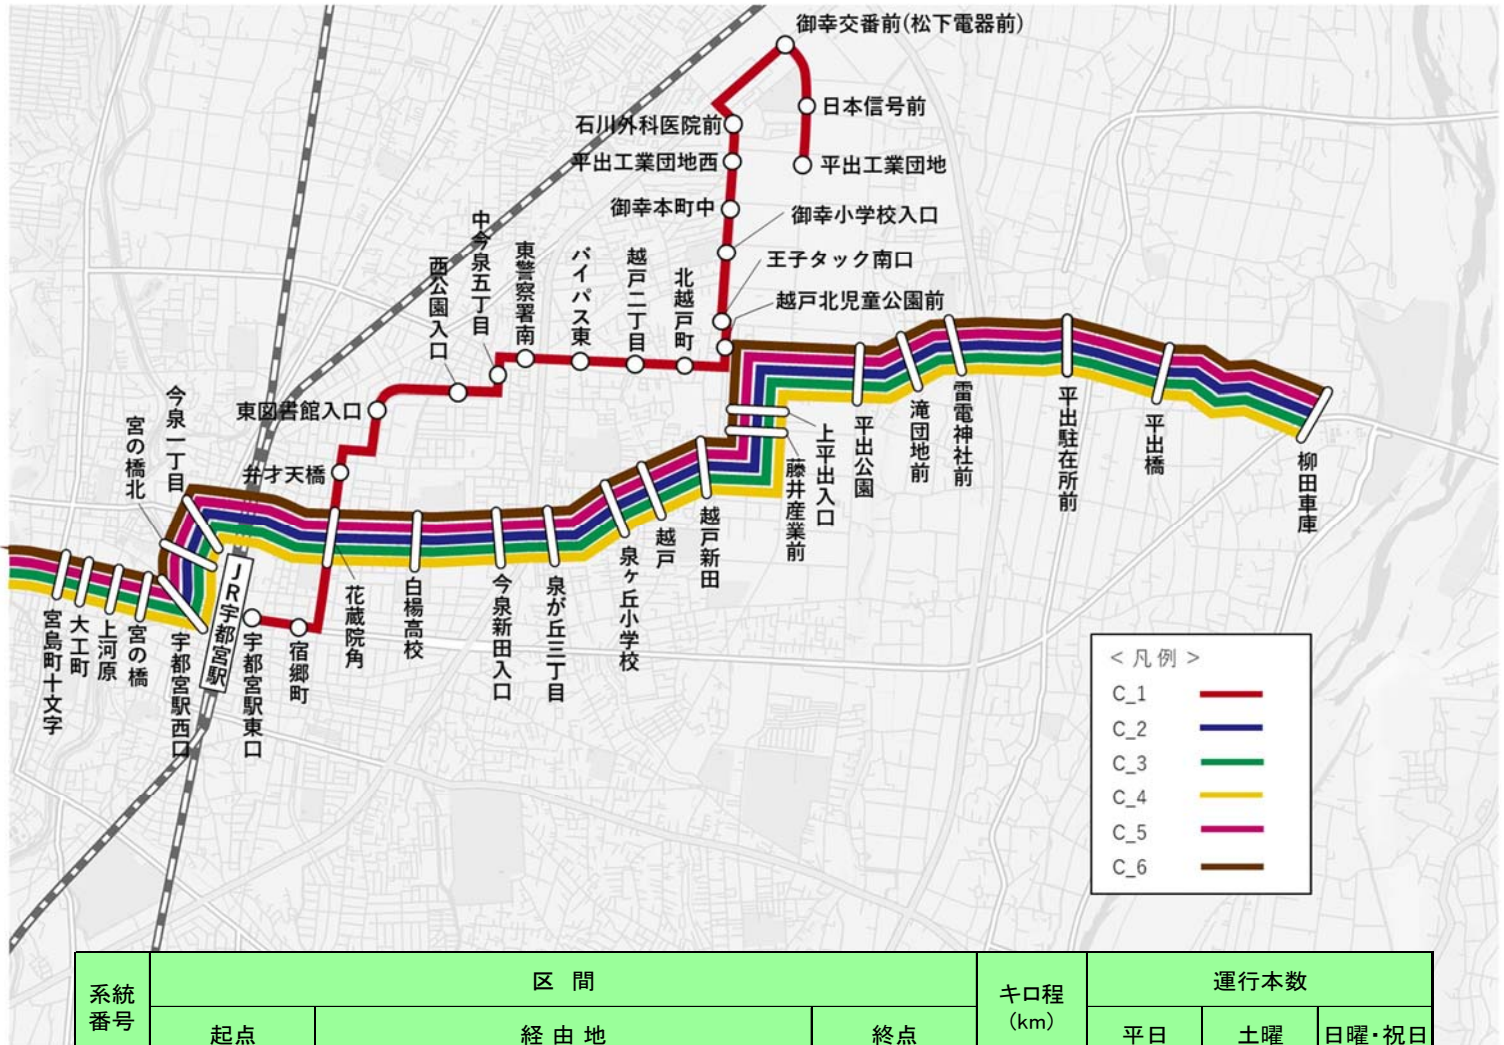 御幸交番前(松下電器前)
日本信号前
石川外科医院前
平出工業団地西
平出工業団地
御幸本町中
御幸小学校入口
王子タック南口
越戸北児童公園前
中今泉五丁目
西公園入口
東警察署南
バイパス東
越戸二丁目
北越戸町
東図書館入口
弁才天橋
今泉一丁目
宮の橋北
宮島町十文字
大工町
上河原
宮の橋
宇都宮駅西口
JR宇都宮駅
宇都宮駅東口
宿郷町
花蔵院角
白楊高校
今泉新田入口
泉が丘三丁目
泉ヶ丘小学校
越戸
越戸新田
藤井産業前
上平出入口
平出公園
滝団地前
雷電神社前
平出駐在所前
平出橋
柳田車庫
<凡例>
C_1
C_2
C_3
C_4
C_5
C_6
系統番号
区間
キロ程(km)
運行本数
起点
経由地
終点
平日
土曜
日曜・祝日